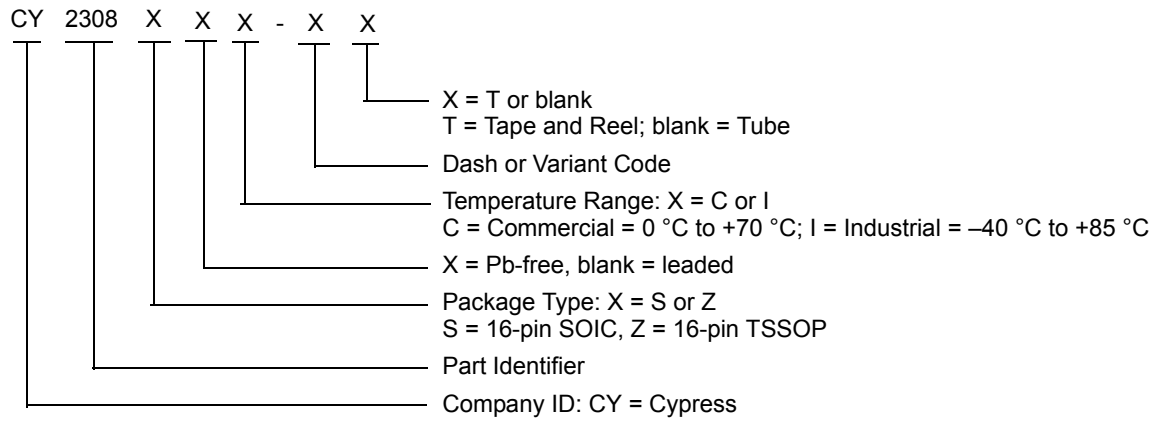 CY 2308 X X X - X X
X = T or blank
T = Tape and Reel; blank = Tube
Dash or Variant Code
Temperature Range: X = C or I
C = Commercial = 0 °C to +70 °C; I = Industrial = –40 °C to +85 °C
X = Pb-free, blank = leaded
Package Type: X = S or Z
S = 16-pin SOIC, Z = 16-pin TSSOP
Part Identifier
Company ID: CY = Cypress